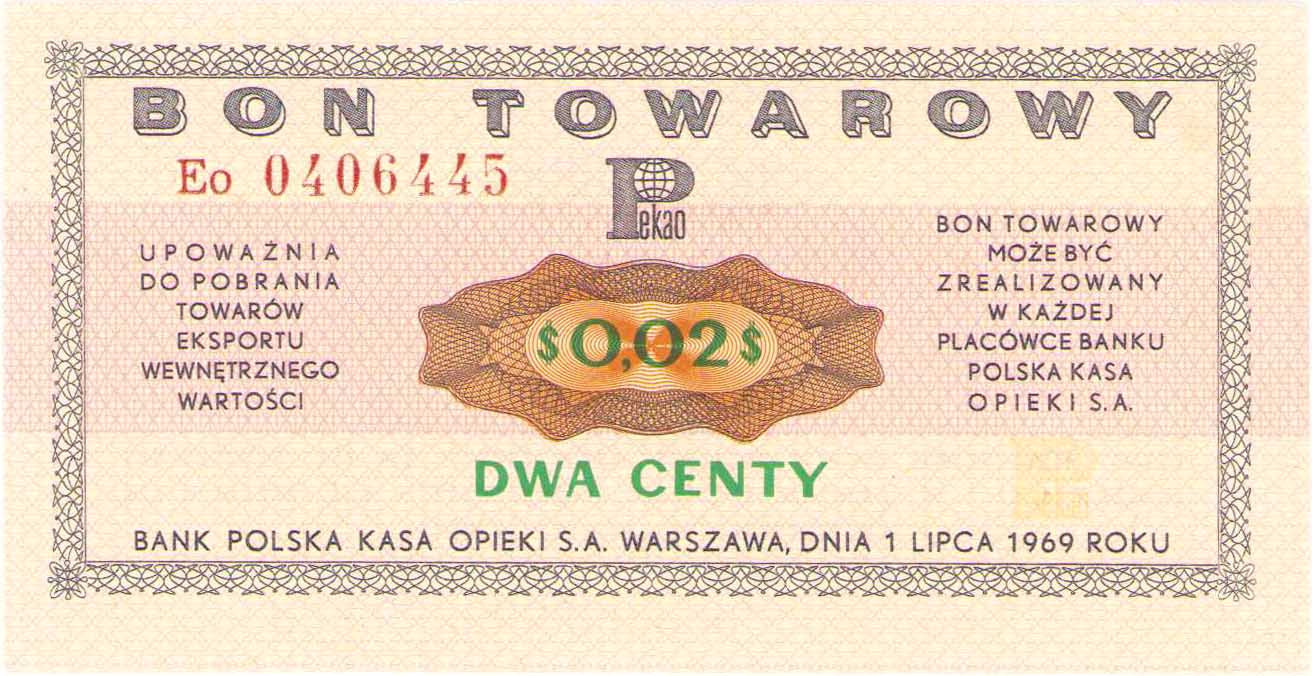 BON TOWAROWY
Eo 0406445
Pekao
UPOWAŻNIA
DO POBRANIA
TOWARÓW
EKSPORTU
WEWNĘTRZNEGO
WARTOŚCI
$0,02$
BON TOWAROWY
MOŻE BYĆ
ZREALIZOWANY
W KAŻDEJ
PLACÓWCE BANKU
POLSKA KASA
OPIEKI S.A.
DWA CENTY
Pekao
BANK POLSKA KASA OPIEKI S.A. WARSZAWA, DNIA 1 LIPCA 1969 ROKU